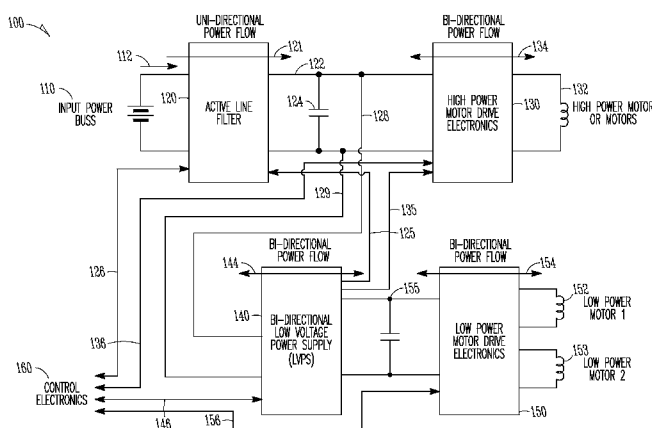 100
UNI-DIRECTIONAL
POWER FLOW
BI-DIRECTIONAL
POWER FLOW
112
121
134
122
110
120
124
128
130
132
INPUT POWER
BUSS
ACTIVE LINE
FILTER
HIGH POWER
MOTOR DRIVE
ELECTRONICS
HIGH POWER MOTOR
OR MOTORS
129
135
125
126
BI-DIRECTIONAL
POWER FLOW
BI-DIRECTIONAL
POWER FLOW
144
155
154
140
152
BI-DIRECTIONAL
LOW VOLTAGE
POWER SUPPLY
(LVPS)
LOW POWER
MOTOR DRIVE
ELECTRONICS
LOW POWER
MOTOR 1
138
153
LOW POWER
MOTOR 2
160
CONTROL
ELECTRONICS
146
156
150